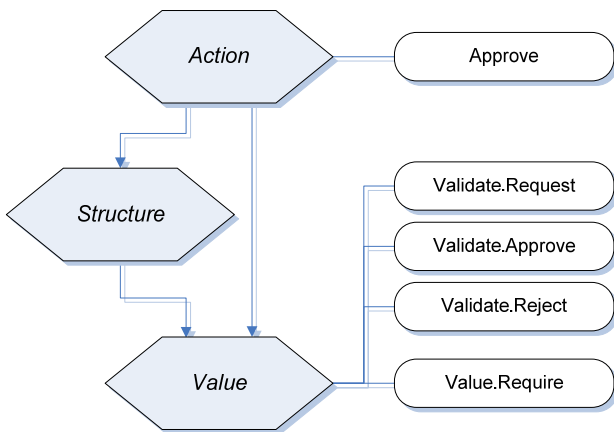 Action
Approve
Structure
Validate.Request
Validate.Approve
Validate.Reject
Value
Value.Require